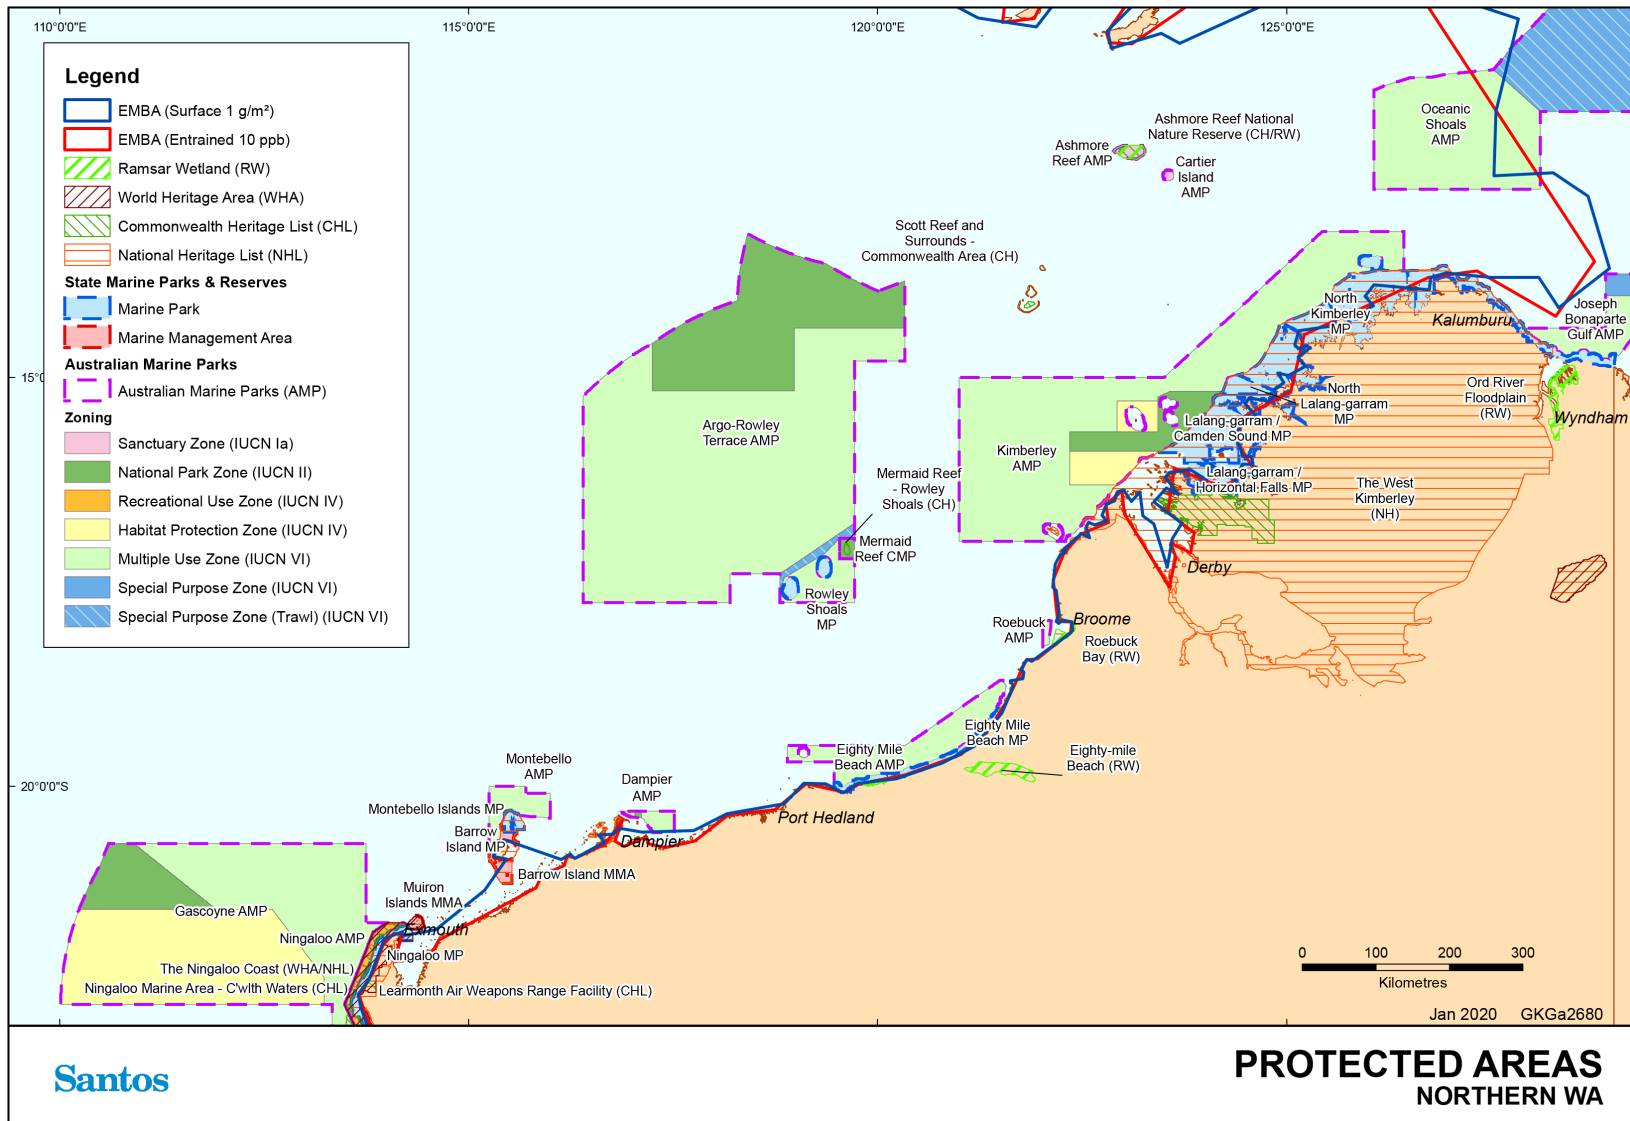 110°0'0"E
115°0'0"E
120°0'0"E
125°0'0"E
Legend
EMBA (Surface 1 g/m²)
EMBA (Entrained 10 ppb)
Ramsar Wetland (RW)
World Heritage Area (WHA)
Commonwealth Heritage List (CHL)
National Heritage List (NHL)
State Marine Parks & Reserves
Marine Park
Marine Management Area
Australian Marine Parks
Australian Marine Parks (AMP)
Zoning
Sanctuary Zone (IUCN Ia)
National Park Zone (IUCN II)
Recreational Use Zone (IUCN IV)
Habitat Protection Zone (IUCN IV)
Multiple Use Zone (IUCN VI)
Special Purpose Zone (IUCN VI)
Special Purpose Zone (Trawl) (IUCN VI)
Oceanic
Shoals
AMP
Ashmore Reef National
Nature Reserve (CH/RW)
Ashmore
Reef AMP
Cartier
Island
AMP
Scott Reef and
Surrounds -
Commonwealth Area (CH)
North
Kimberley
MP
Kalumburu
Joseph
Bonaparte
Gulf AMP
15°0
Argo-Rowley
Terrace AMP
North
Lalang-garram
MP
Ord River
Floodplain
(RW)
Wyndham
Lalang-garram /
Camden Sound MP
Kimberley
AMP
Lalang-garram /
Horizontal Falls MP
The West
Kimberley
(NH)
Mermaid Reef
- Rowley
Shoals (CH)
Mermaid
Reef CMP
Derby
Rowley
Shoals
MP
Roebuck
AMP
Broome
Roebuck
Bay (RW)
Eighty Mile
Beach MP
Eighty Mile
Beach AMP
Eighty-mile
Beach (RW)
Montebello
AMP
Dampier
AMP
20°0'0"S
Montebello Islands MP
Port Hedland
Barrow
Island MP
Dampier
Barrow Island MMA
Muiron
Islands MMA
Gascoyne AMP
Exmouth
Ningaloo AMP
Ningaloo MP
The Ningaloo Coast (WHA/NHL)
Ningaloo Marine Area - C'wlth Waters (CHL)
Learmonth Air Weapons Range Facility (CHL)
0 100 200 300
Kilometres
Jan 2020 GKGa2680
Santos
PROTECTED AREAS
NORTHERN WA